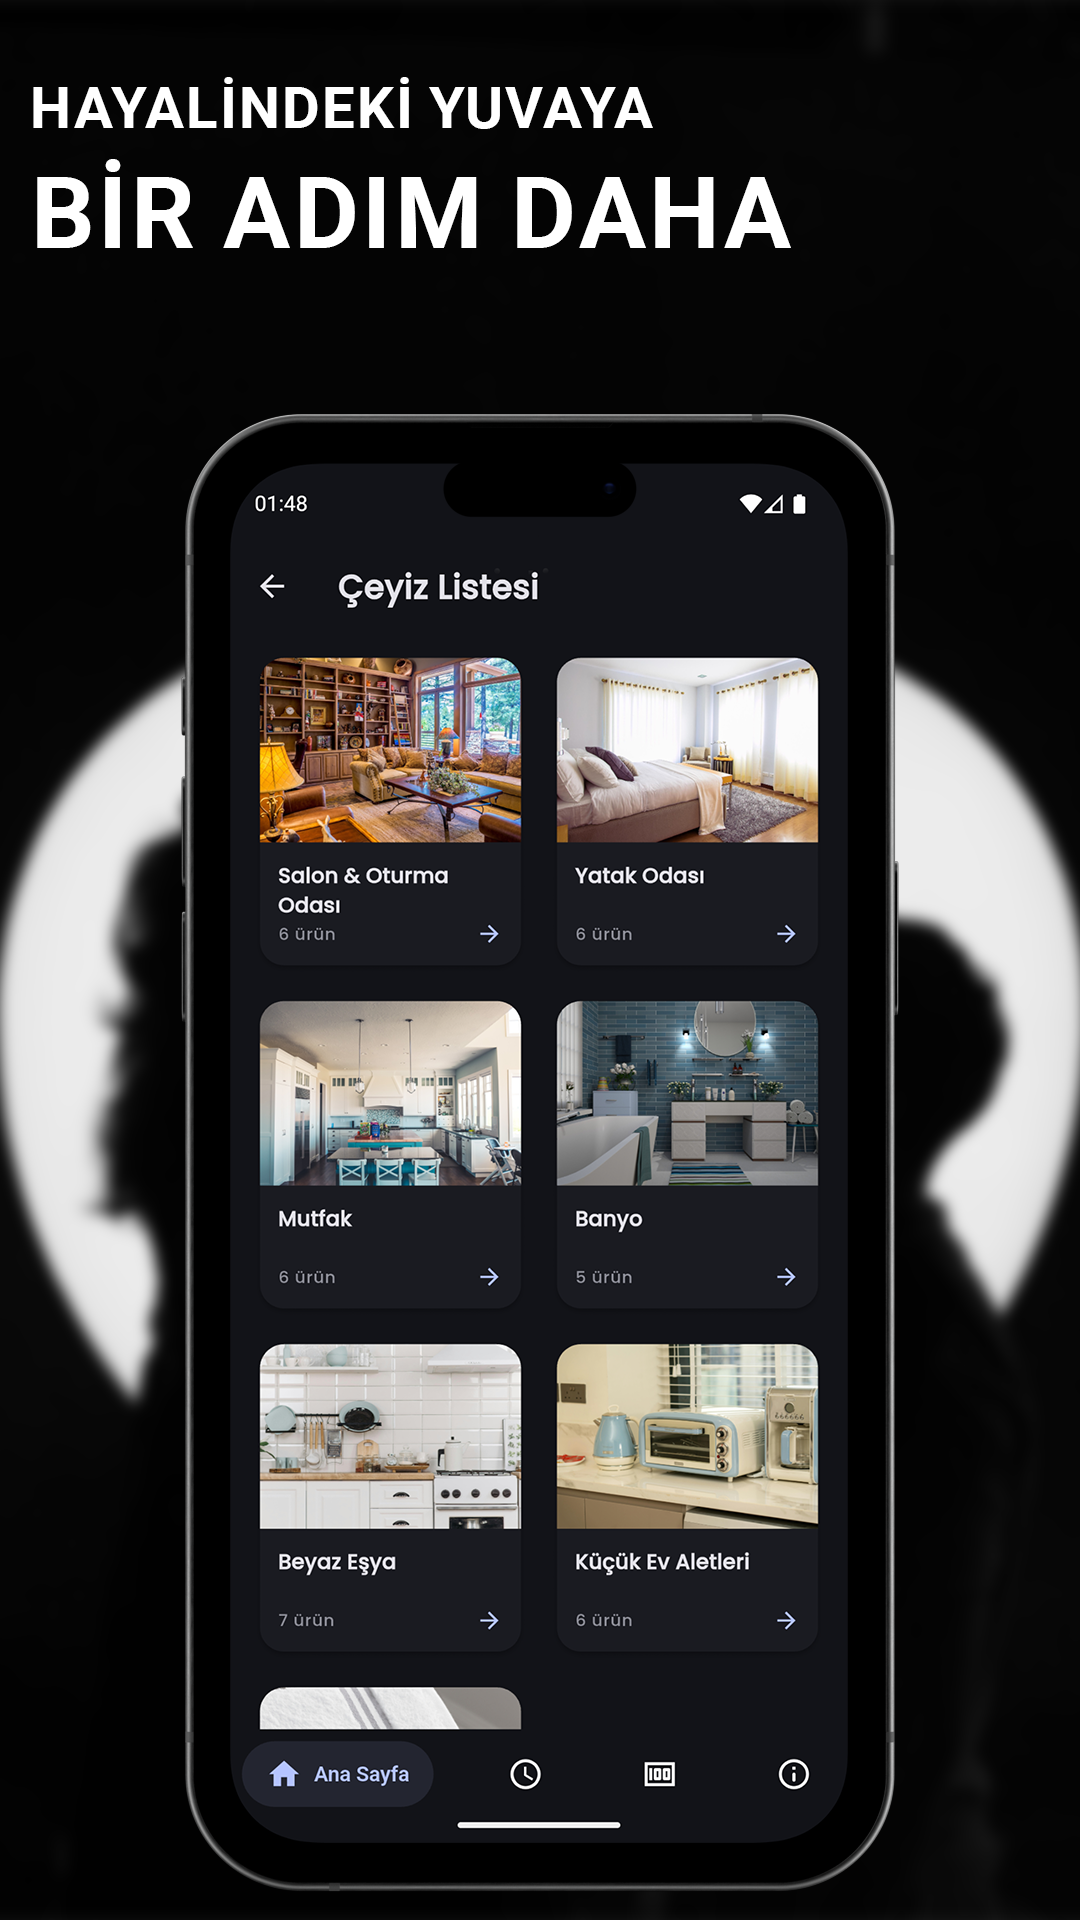 HAYALİNDEKİ YUVAYA
BİR ADIM DAHA
01:48
Çeyiz Listesi
Salon & Oturma
Odası
6 ürün
Yatak Odası
6 ürün
Mutfak
6 ürün
Banyo
5 ürün
Beyaz Eşya
7 ürün
Küçük Ev Aletleri
6 ürün
Ana Sayfa
100